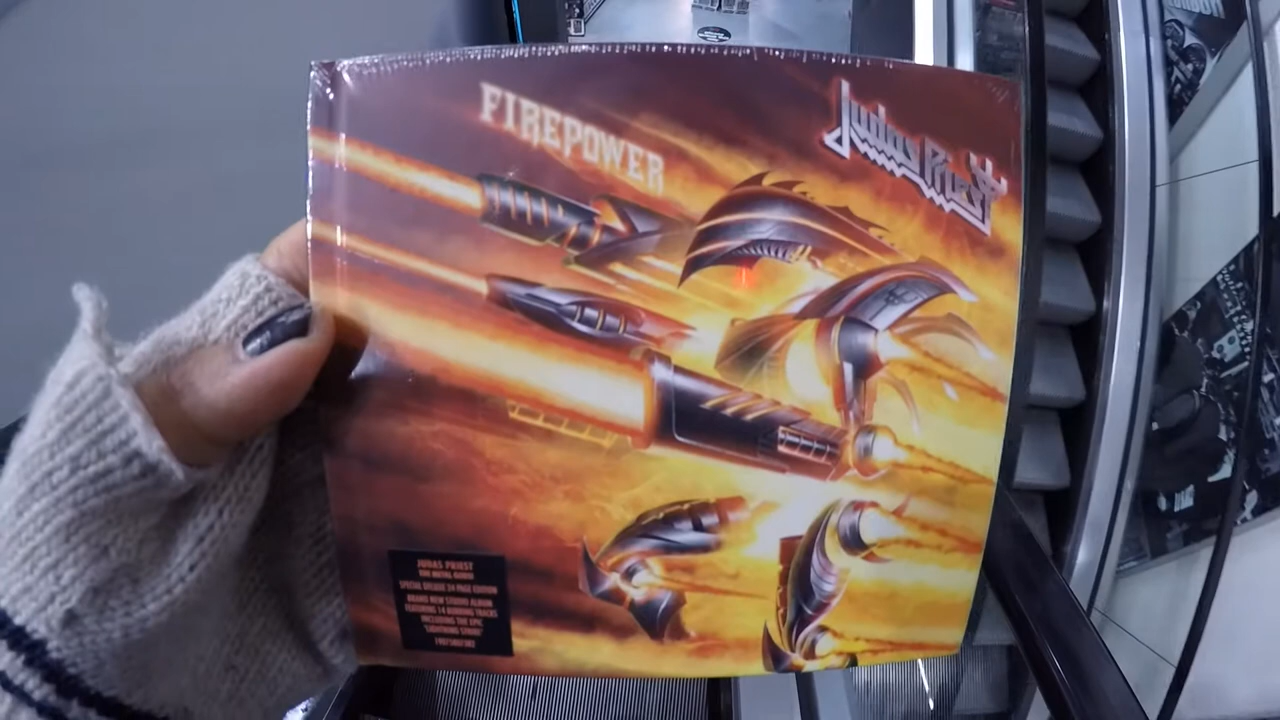 FIREPOWER
Judas Priest
JUDAS PRIEST
THE METAL GODS!
SPECIAL DELUXE 24 PAGE EDITION
BRAND NEW STUDIO ALBUM
FEATURING 14 BURNING TRACKS
INCLUDING THE EPIC
"LIGHTNING STRIKE"